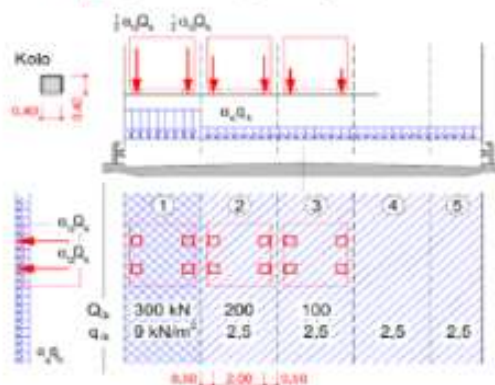 ½ α_Q Q_k ½ α_Q Q_k
Kolo
0,40
0,40
α_q q_k
1 2 3 4 5
α_Q Q_k
α_Q Q_k
Q_ik 300 kN 200 100
q_ik 9 kN/m² 2,5 2,5 2,5 2,5
α_q q_k
0,50 2,00 0,50